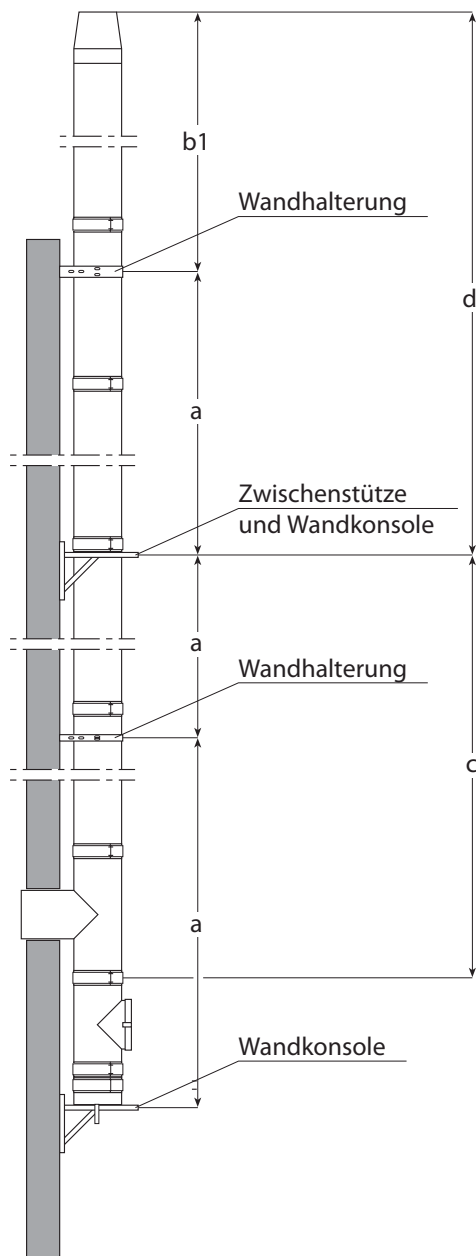 b1
Wandhalterung
d
a
Zwischenstütze
und Wandkonsole
a
Wandhalterung
c
a
Wandkonsole